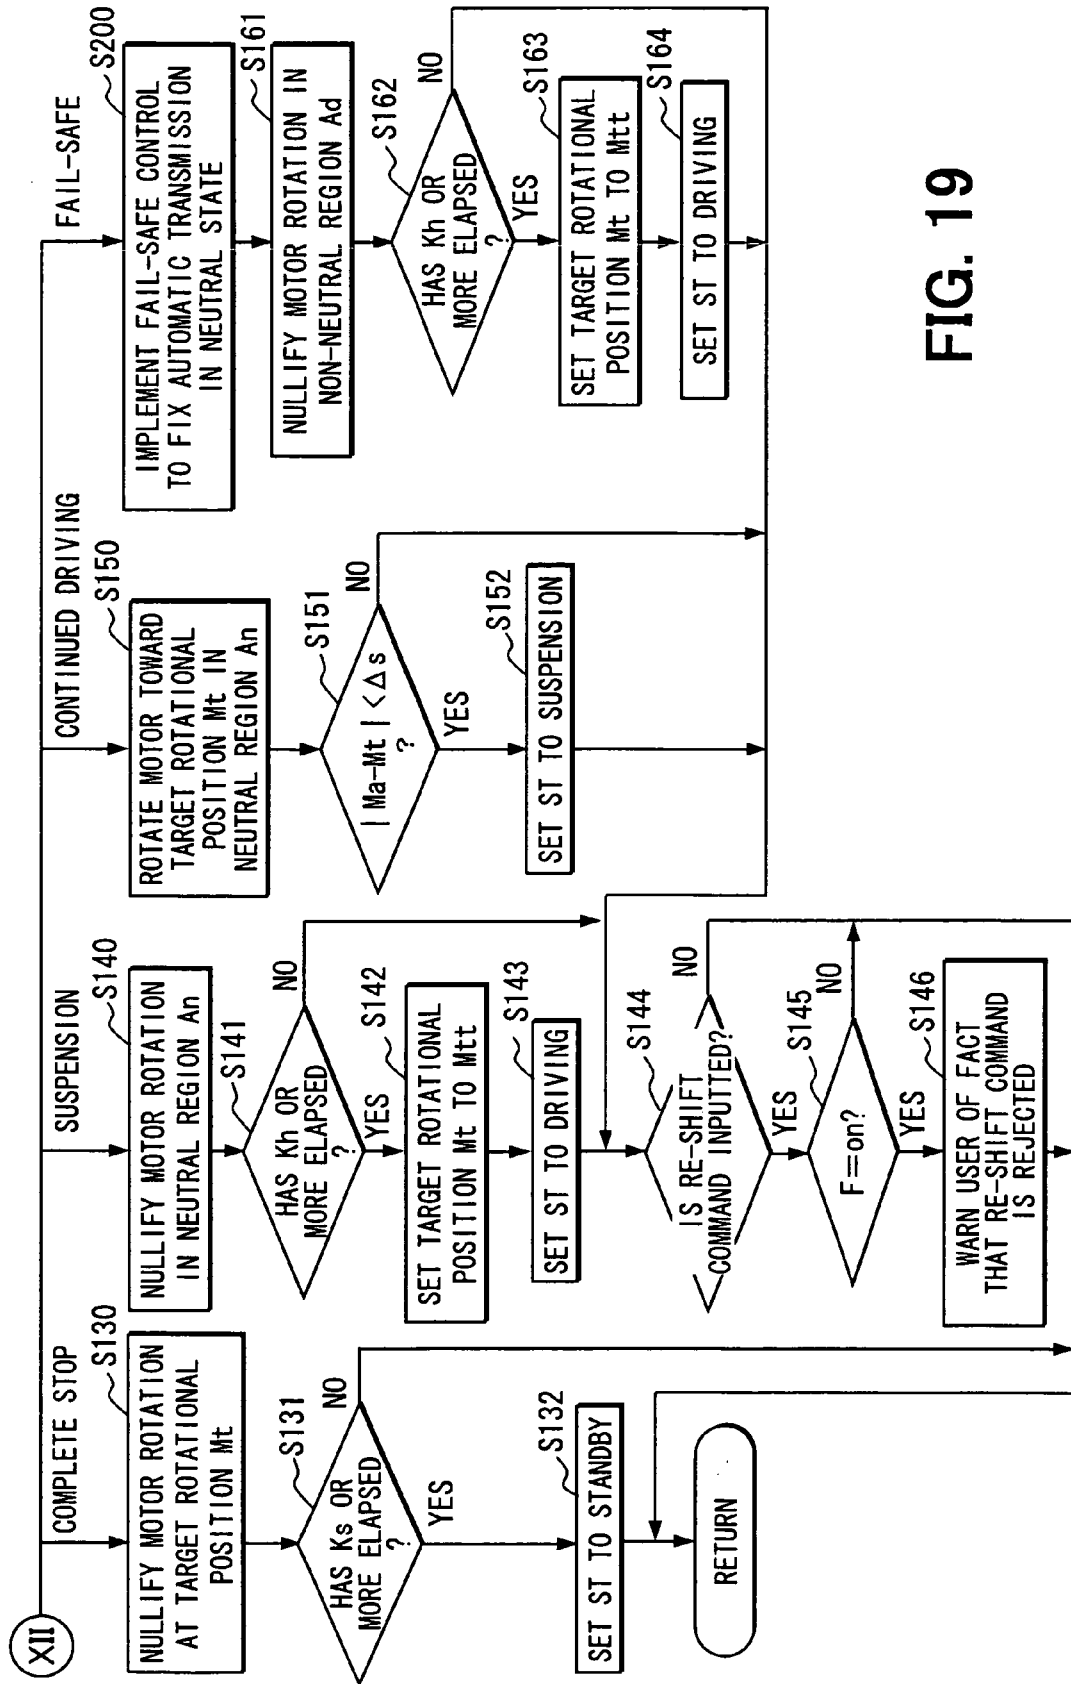 XII
COMPLETE STOP
S130
NULLIFY MOTOR ROTATION
AT TARGET ROTATIONAL
POSITION Mt
S131
HAS Ks OR
MORE ELAPSED
?
NO
YES
S132
SET ST TO STANDBY
RETURN
SUSPENSION
S140
NULLIFY MOTOR ROTATION
IN NEUTRAL REGION An
S141
HAS Kh OR
MORE ELAPSED
?
NO
YES
S142
SET TARGET ROTATIONAL
POSITION Mt TO Mtt
S143
SET ST TO DRIVING
S144
IS RE-SHIFT
COMMAND INPUTTED?
NO
YES
S145
F=on?
NO
YES
S146
WARN USER OF FACT
THAT RE-SHIFT COMMAND
IS REJECTED
CONTINUED DRIVING
S150
ROTATE MOTOR TOWARD
TARGET ROTATIONAL
POSITION Mt IN
NEUTRAL REGION An
S151
|Ma-Mt|<Δs
?
NO
YES
S152
SET ST TO SUSPENSION
FAIL-SAFE
S200
IMPLEMENT FAIL-SAFE CONTROL
TO FIX AUTOMATIC TRANSMISSION
IN NEUTRAL STATE
S161
NULLIFY MOTOR ROTATION IN
NON-NEUTRAL REGION Ad
S162
HAS Kh OR
MORE ELAPSED
?
NO
YES
S163
SET TARGET ROTATIONAL
POSITION Mt TO Mtt
S164
SET ST TO DRIVING
FIG. 19